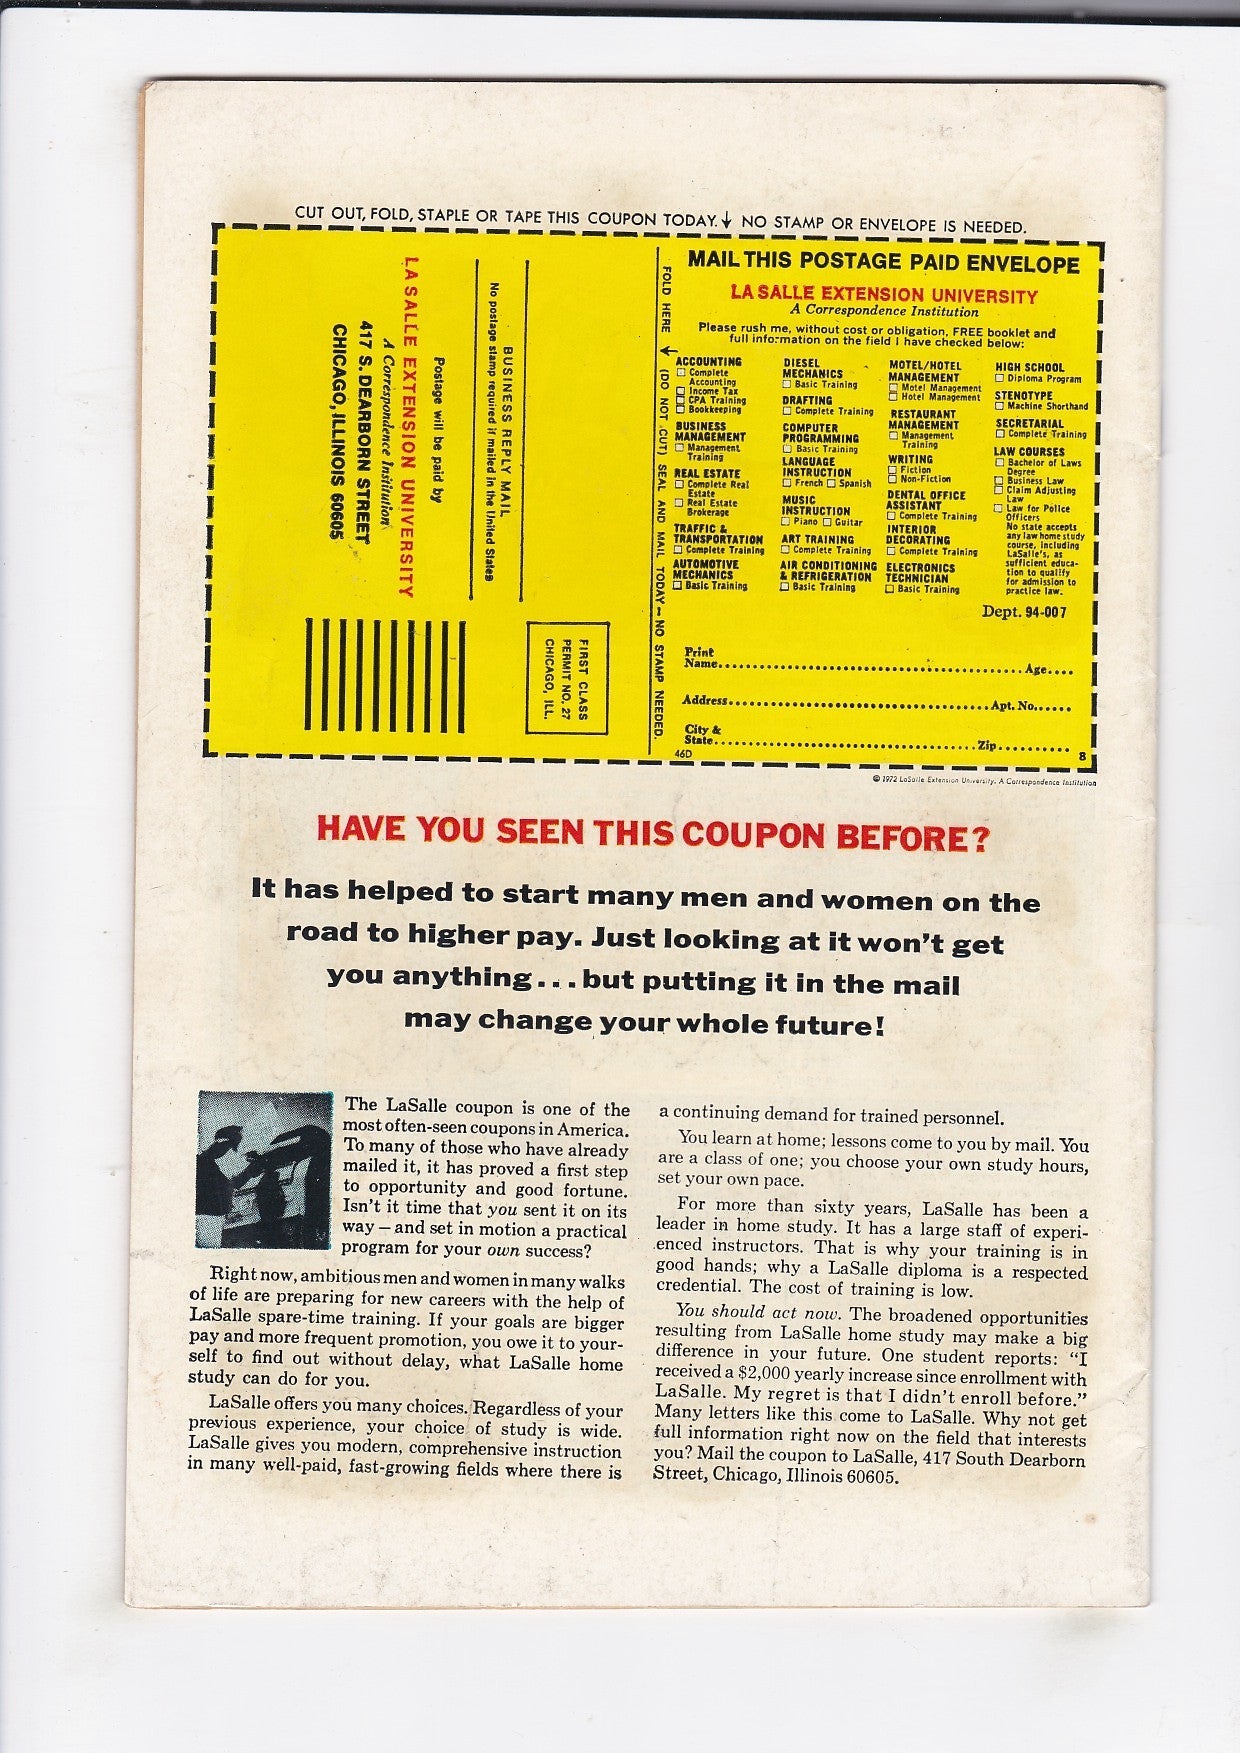 CUT OUT, FOLD, STAPLE OR TAPE THIS COUPON TODAY.↓ NO STAMP OR ENVELOPE IS NEEDED.
BUSINESS REPLY MAIL
No postage stamp required if mailed in the United States
Postage will be paid by
LA SALLE EXTENSION UNIVERSITY
A Correspondence Institution
417 S. DEARBORN STREET
CHICAGO, ILLINOIS 60605
FIRST CLASS
PERMIT NO. 27
CHICAGO, ILL.
FOLD HERE ↓ (DO NOT CUT) SEAL AND MAIL TODAY – NO STAMP NEEDED.
MAIL THIS POSTAGE PAID ENVELOPE
LA SALLE EXTENSION UNIVERSITY
A Correspondence Institution
Please rush me, without cost or obligation, FREE booklet and
full information on the field I have checked below:
ACCOUNTING
☐ Complete
Accounting
☐ Income Tax
☐ CPA Training
☐ Bookkeeping
BUSINESS
MANAGEMENT
☐ Management
Training
REAL ESTATE
☐ Complete Real
Estate
☐ Real Estate
Brokerage
TRAFFIC &
TRANSPORTATION
☐ Complete Training
AUTOMOTIVE
MECHANICS
☐ Basic Training
DIESEL
MECHANICS
☐ Basic Training
DRAFTING
☐ Complete Training
COMPUTER
PROGRAMMING
☐ Basic Training
LANGUAGE
INSTRUCTION
☐ French ☐ Spanish
MUSIC
INSTRUCTION
☐ Piano ☐ Guitar
ART TRAINING
☐ Complete Training
AIR CONDITIONING
& REFRIGERATION
☐ Basic Training
MOTEL/HOTEL
MANAGEMENT
☐ Motel Management
☐ Hotel Management
RESTAURANT
MANAGEMENT
☐ Management
Training
WRITING
☐ Fiction
☐ Non-Fiction
DENTAL OFFICE
ASSISTANT
☐ Complete Training
INTERIOR
DECORATING
☐ Complete Training
ELECTRONICS
TECHNICIAN
☐ Basic Training
HIGH SCHOOL
☐ Diploma Program
STENOTYPE
☐ Machine Shorthand
SECRETARIAL
☐ Complete Training
LAW COURSES
☐ Bachelor of Laws
Degree
☐ Business Law
☐ Claim Adjusting
Law
☐ Law for Police
Officers
No state accepts
any law home study
course, including
LaSalle's, as
sufficient educa-
tion to qualify
for admission to
practice law.
Dept. 94-007
Print
Name........ Age....
Address........ Apt. No......
City &
State........ Zip..........
46D 8
© 1972 LaSalle Extension University. A Correspondence Institution
HAVE YOU SEEN THIS COUPON BEFORE?
It has helped to start many men and women on the
road to higher pay. Just looking at it won't get
you anything...but putting it in the mail
may change your whole future!
The LaSalle coupon is one of the
most often-seen coupons in America.
To many of those who have already
mailed it, it has proved a first step
to opportunity and good fortune.
Isn't it time that you sent it on its
way – and set in motion a practical
program for your own success?
Right now, ambitious men and women in many walks
of life are preparing for new careers with the help of
LaSalle spare-time training. If your goals are bigger
pay and more frequent promotion, you owe it to your-
self to find out without delay, what LaSalle home
study can do for you.
LaSalle offers you many choices. Regardless of your
previous experience, your choice of study is wide.
LaSalle gives you modern, comprehensive instruction
in many well-paid, fast-growing fields where there is
a continuing demand for trained personnel.
You learn at home; lessons come to you by mail. You
are a class of one; you choose your own study hours,
set your own pace.
For more than sixty years, LaSalle has been a
leader in home study. It has a large staff of experi-
enced instructors. That is why your training is in
good hands; why a LaSalle diploma is a respected
credential. The cost of training is low.
You should act now. The broadened opportunities
resulting from LaSalle home study may make a big
difference in your future. One student reports: "I
received a $2,000 yearly increase since enrollment with
LaSalle. My regret is that I didn't enroll before."
Many letters like this come to LaSalle. Why not get
full information right now on the field that interests
you? Mail the coupon to LaSalle, 417 South Dearborn
Street, Chicago, Illinois 60605.